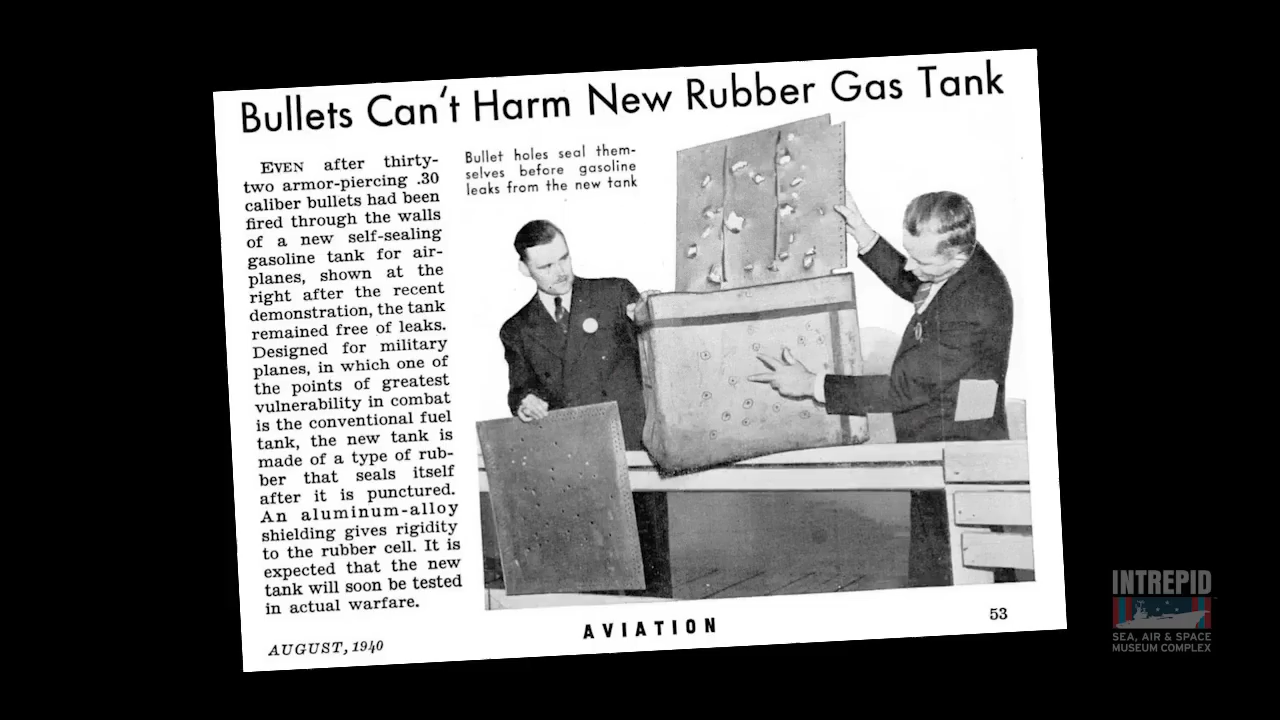 Bullets Can't Harm New Rubber Gas Tank
EVEN after thirty-
two armor-piercing .30
caliber bullets had been
fired through the walls
of a new self-sealing
gasoline tank for air-
planes, shown at the
right after the recent
demonstration, the tank
remained free of leaks.
Designed for military
planes, in which one of
the points of greatest
vulnerability in combat
is the conventional fuel
tank, the new tank is
made of a type of rub-
ber that seals itself
after it is punctured.
An aluminum-alloy
shielding gives rigidity
to the rubber cell. It is
expected that the new
tank will soon be tested
in actual warfare.
Bullet holes seal them-
selves before gasoline
leaks from the new tank
AUGUST, 1940
AVIATION
53
INTREPID
SEA, AIR & SPACE
MUSEUM COMPLEX